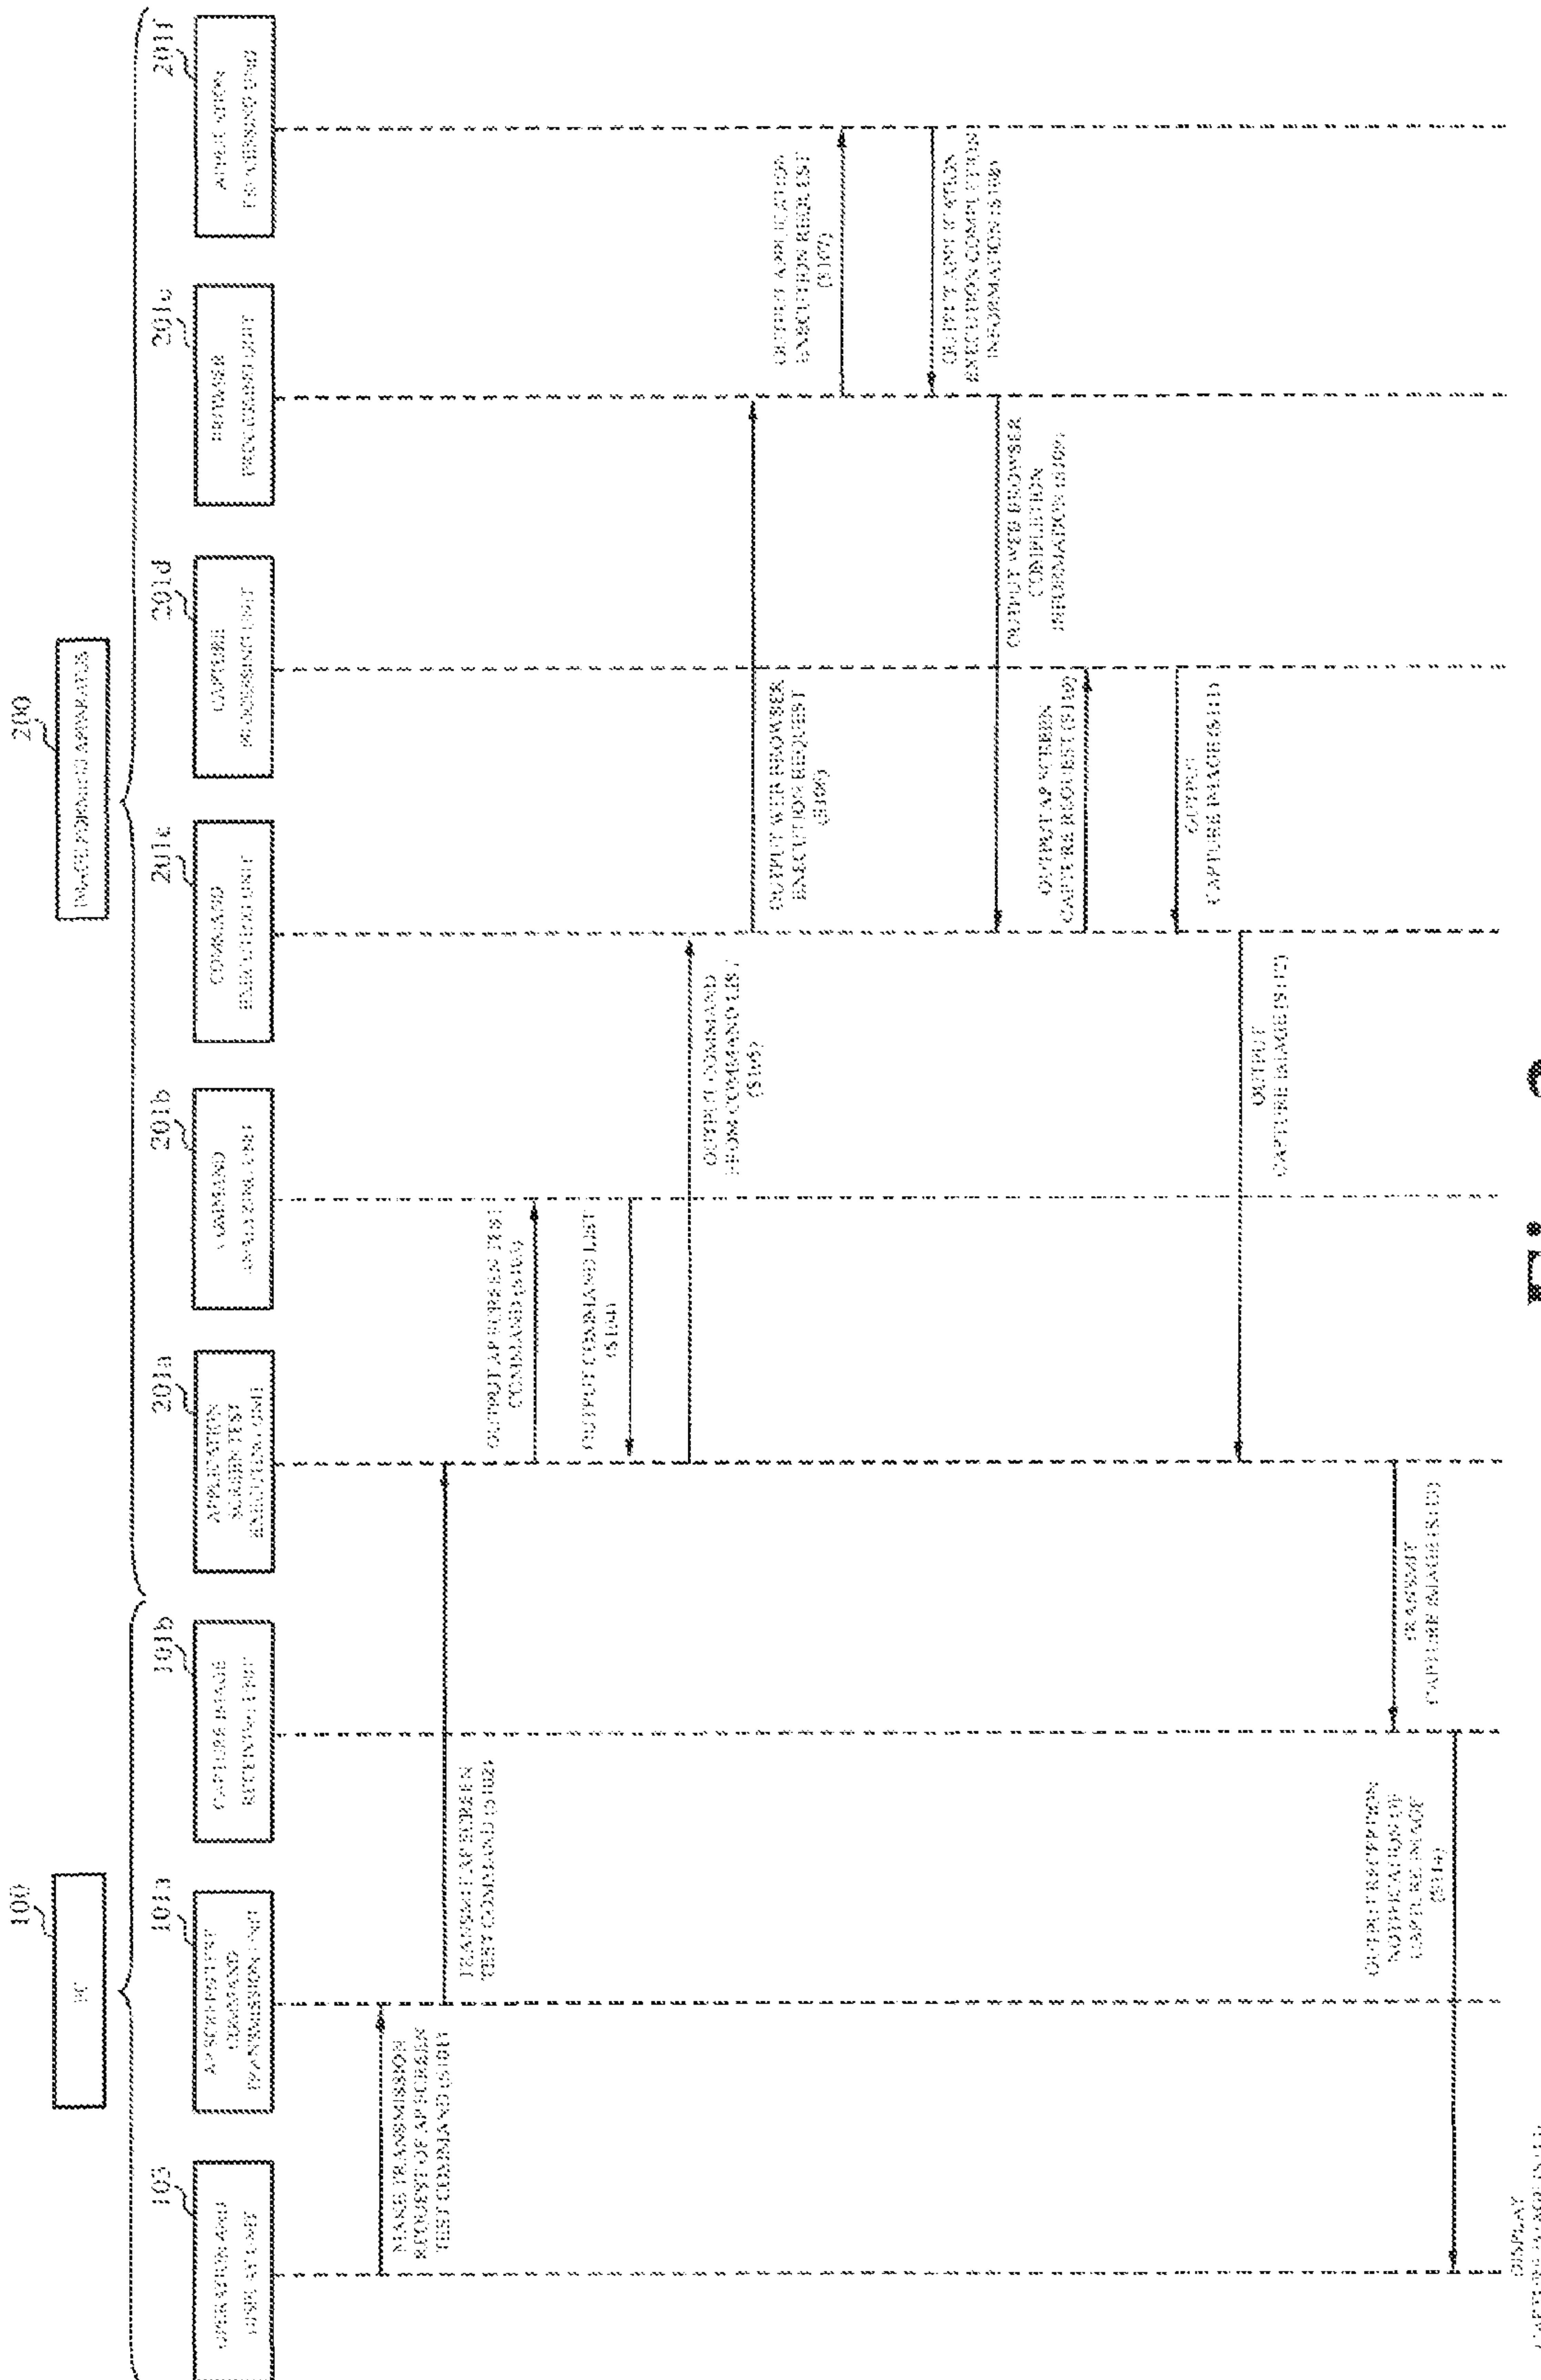 100
PC
200
IMAGE FORMING APPARATUS
103
OPERATION AND
DISPLAY UNIT
101a
AP SCREEN TEST
COMMAND
TRANSMISSION UNIT
101b
CAPTURE IMAGE
RECEIVING UNIT
201a
APPLICATION
SCREEN TEST
EXECUTING UNIT
201b
COMMAND
ANALYZING UNIT
201c
COMMAND
EXECUTION UNIT
201d
CAPTURE
PROCESSING UNIT
201e
BROWSER
PROCESSING UNIT
201f
APPLICATION
PROCESSING UNIT
MAKE TRANSMISSION
REQUEST OF AP SCREEN
TEST COMMAND (S101)
TRANSMIT AP SCREEN
TEST COMMAND (S102)
OUTPUT AP SCREEN TEST
COMMAND (S103)
OUTPUT COMMAND LIST
(S104)
OUTPUT COMMAND
FROM COMMAND LIST
(S105)
OUTPUT WEB BROWSER
EXECUTION REQUEST
(S106)
OUTPUT APPLICATION
EXECUTION REQUEST
(S107)
OUTPUT APPLICATION
EXECUTION COMPLETION
INFORMATION (S108)
OUTPUT WEB BROWSER
COMPLETION
INFORMATION (S109)
OUTPUT AP SCREEN
CAPTURE REQUEST (S110)
OUTPUT
CAPTURE IMAGE (S111)
OUTPUT
CAPTURE IMAGE (S112)
TRANSMIT
CAPTURE IMAGE (S113)
OUTPUT RECEPTION
NOTIFICATION OF
CAPTURE IMAGE
(S114)
DISPLAY